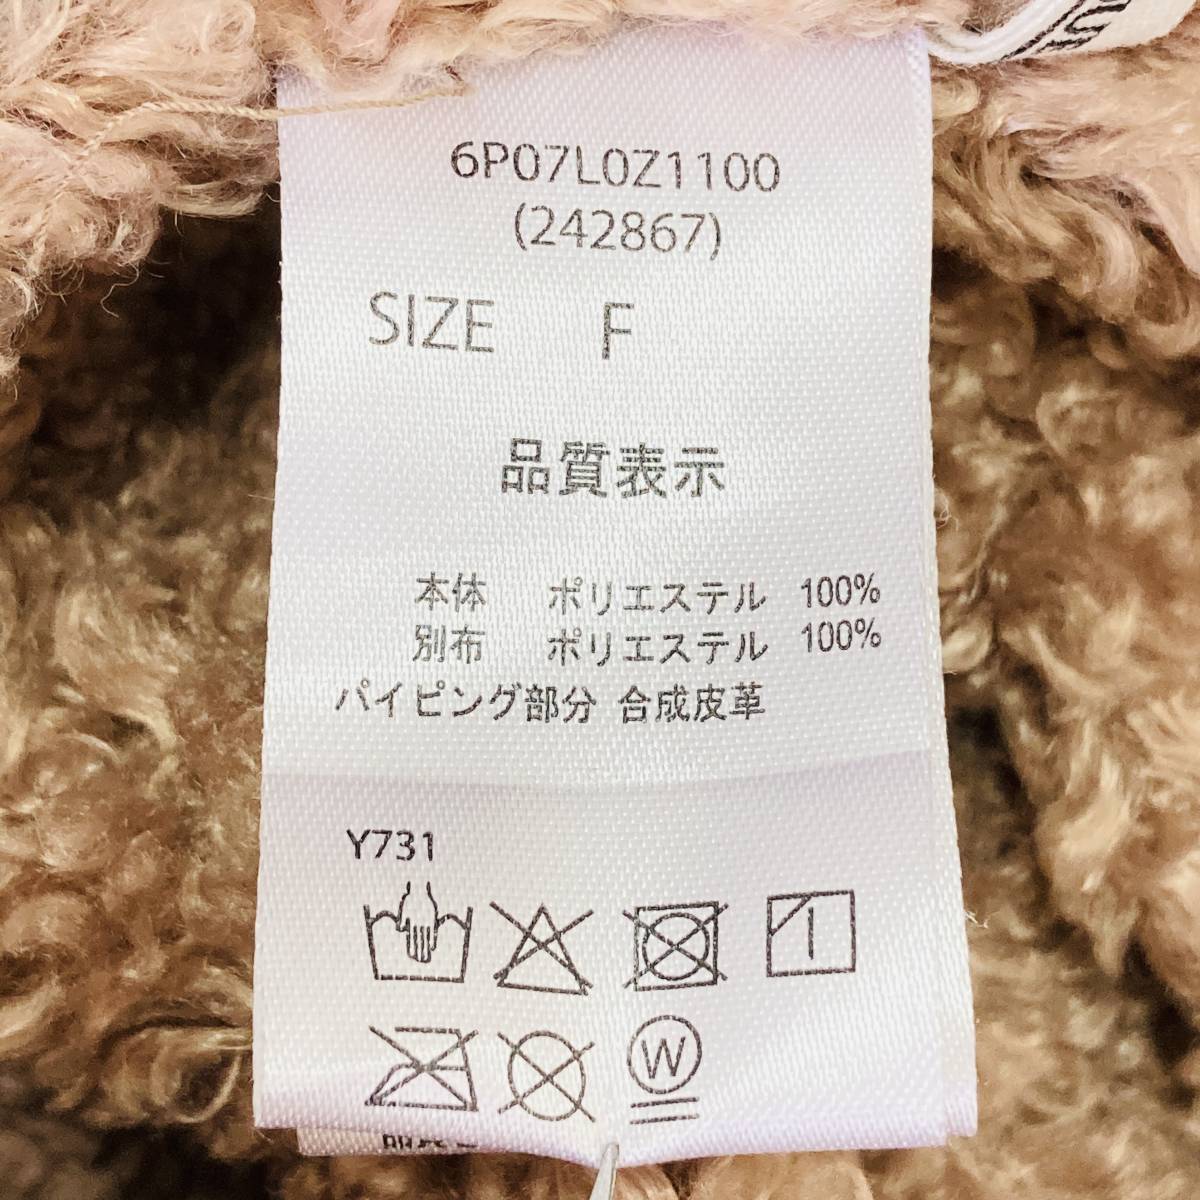 6P07L0Z1100
(242867)
SIZE F
品質表示
本体 ポリエステル 100%
別布 ポリエステル 100%
パイピング部分 合成皮革
Y731
W